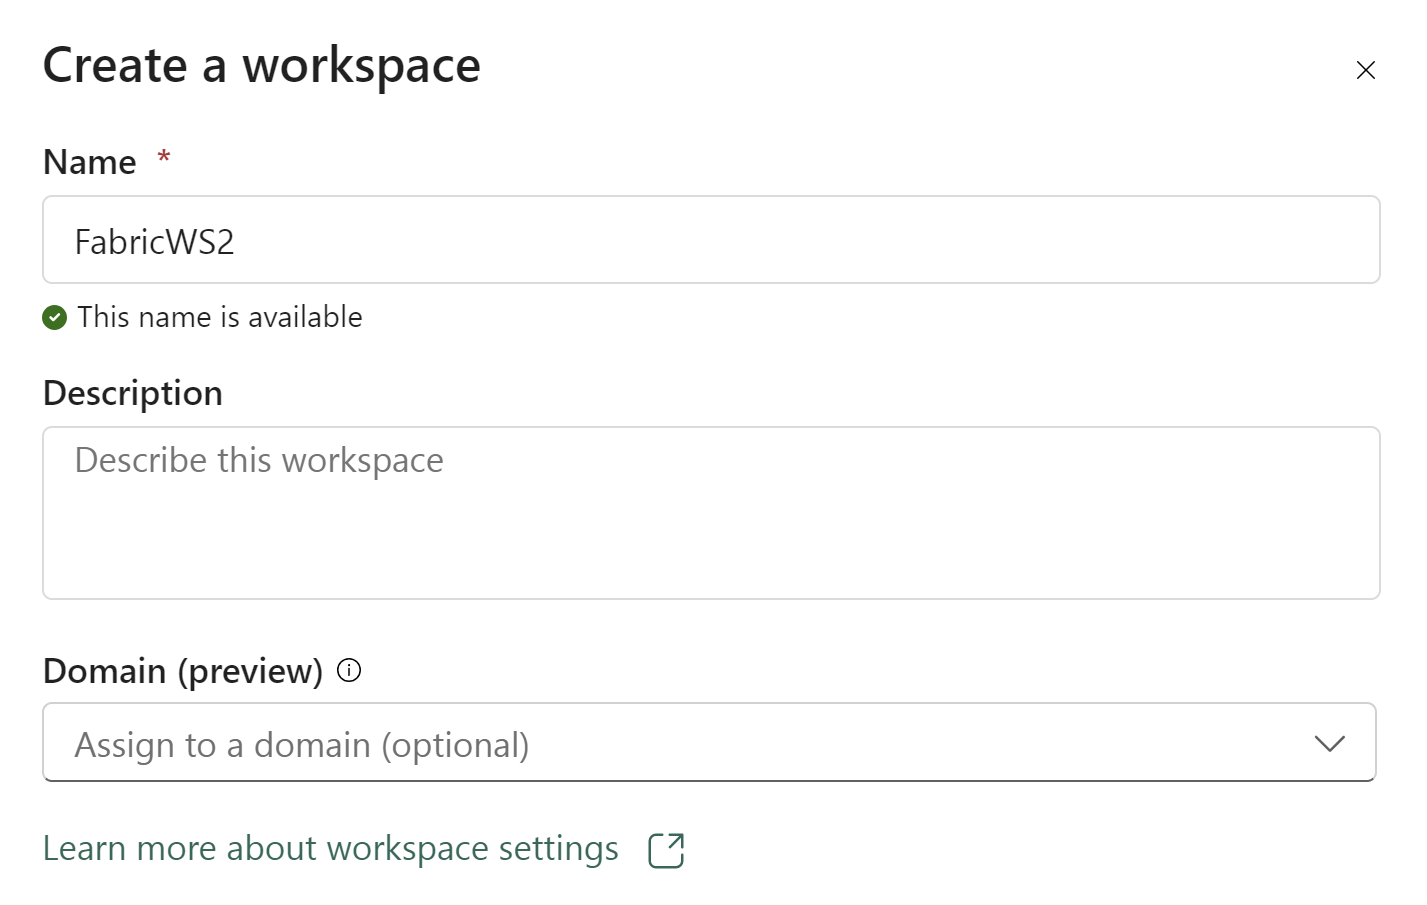 Create a workspace
Name *
FabricWS2
This name is available
Description
Describe this workspace
Domain (preview)
Assign to a domain (optional)
Learn more about workspace settings